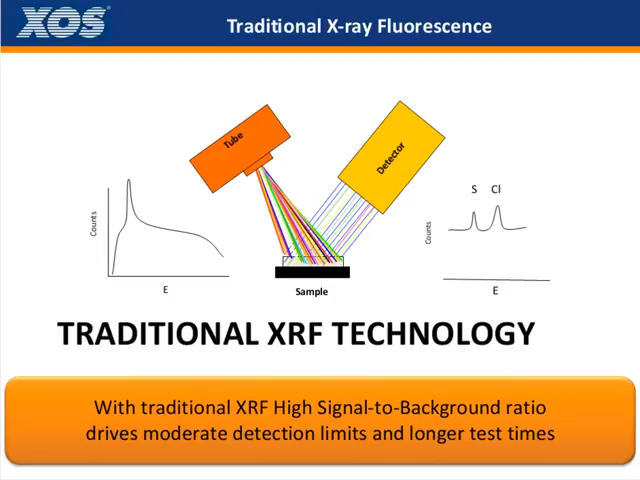 XOS®
Traditional X-ray Fluorescence
Tube
Detector
S Cl
Counts
Counts
E
E
Sample
TRADITIONAL XRF TECHNOLOGY
With traditional XRF High Signal-to-Background ratio
drives moderate detection limits and longer test times